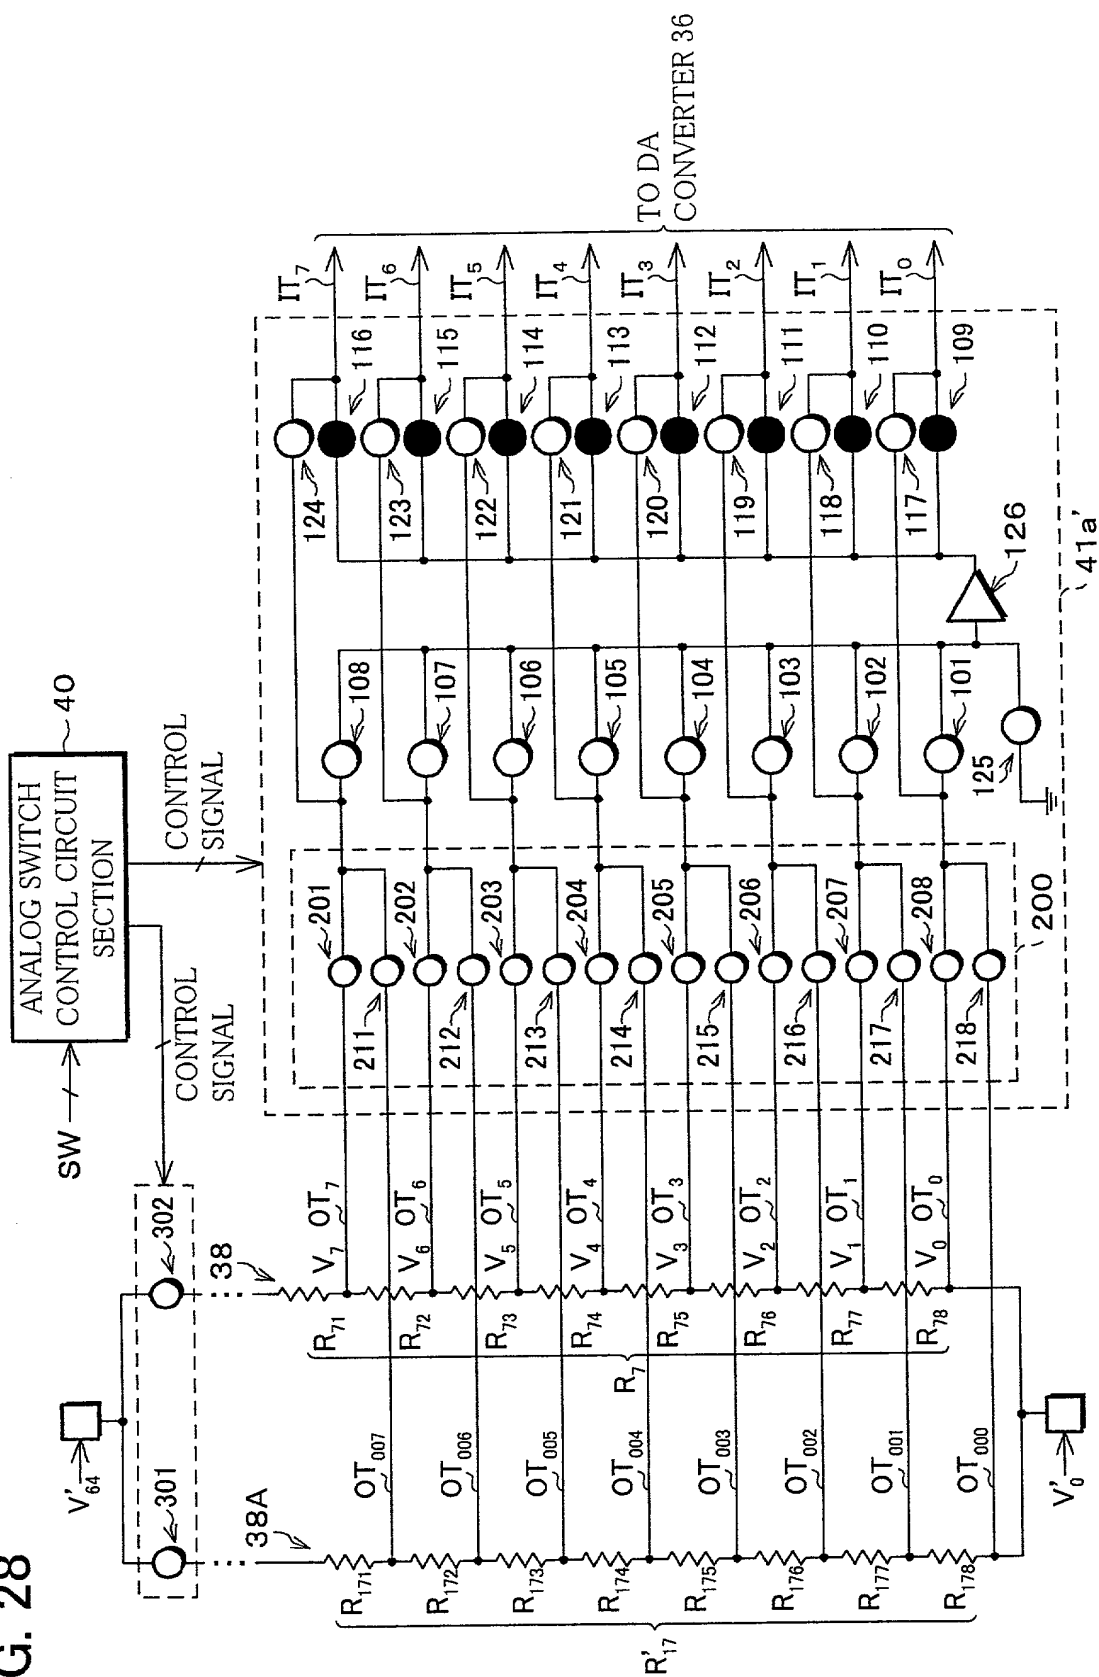 G. 28
SW
ANALOG SWITCH
CONTROL CIRCUIT
SECTION
40
CONTROL
SIGNAL
CONTROL
SIGNAL
V'64
301
302
38A
38
R171
R172
R173
R174
R175
R176
R177
R178
R'17
OT007
OT006
OT005
OT004
OT003
OT002
OT001
OT000
R71
R72
R73
R74
R75
R76
R77
R78
R7
V7 OT7
V6 OT6
V5 OT5
V4 OT4
V3 OT3
V2 OT2
V1 OT1
V0 OT0
V'0
201
211
202
212
203
213
204
214
205
215
206
216
207
217
208
218
200
108
107
106
105
104
103
102
101
125
126
124
116
123
115
122
114
121
113
120
112
119
111
118
110
117
109
41a'
IT7
IT6
IT5
IT4
IT3
IT2
IT1
IT0
TO DA
CONVERTER 36